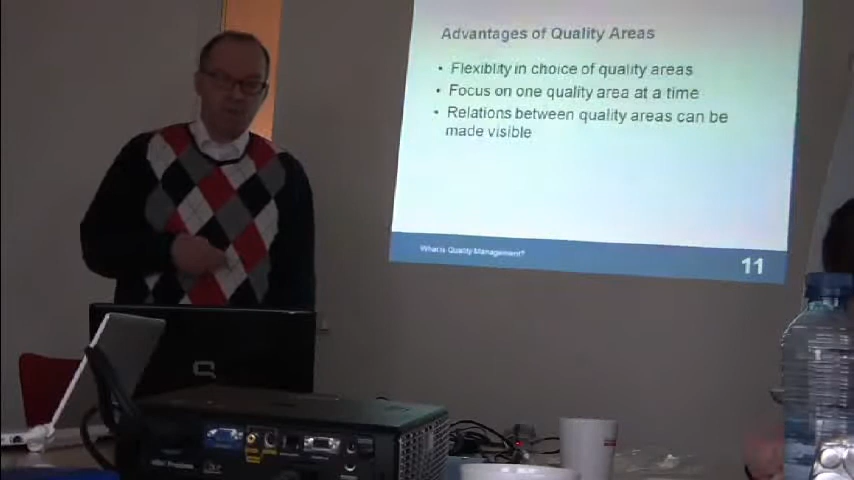 Advantages of Quality Areas
• Flexiblity in choice of quality areas
• Focus on one quality area at a time
• Relations between quality areas can be
made visible
What is Quality Management?
11